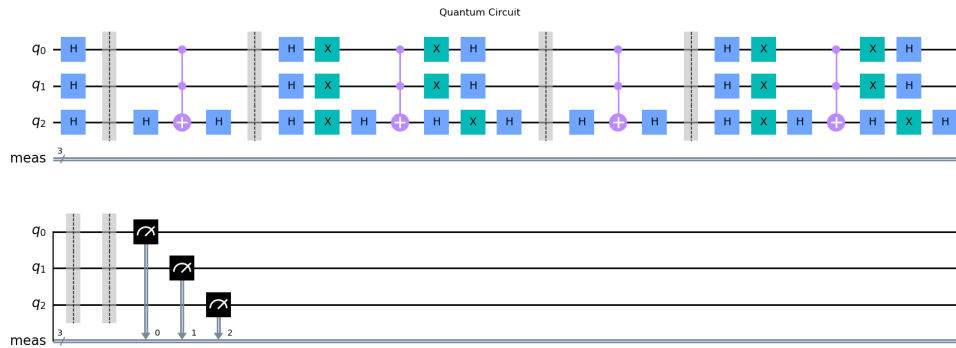 Quantum Circuit
q0 H H X X H H X X H
q1 H H X X H H X X H
q2 H H H H X H H X H H H H X H H X H
meas 3
q0
q1
q2
meas 3 0 1 2